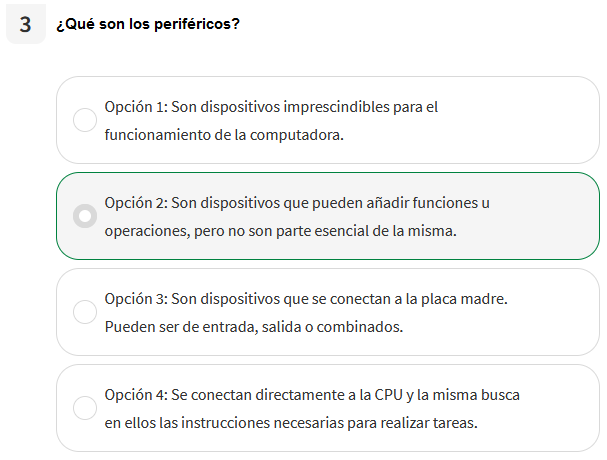 3 ¿Qué son los periféricos?
Opción 1: Son dispositivos imprescindibles para el
funcionamiento de la computadora.
Opción 2: Son dispositivos que pueden añadir funciones u
operaciones, pero no son parte esencial de la misma.
Opción 3: Son dispositivos que se conectan a la placa madre.
Pueden ser de entrada, salida o combinados.
Opción 4: Se conectan directamente a la CPU y la misma busca
en ellos las instrucciones necesarias para realizar tareas.